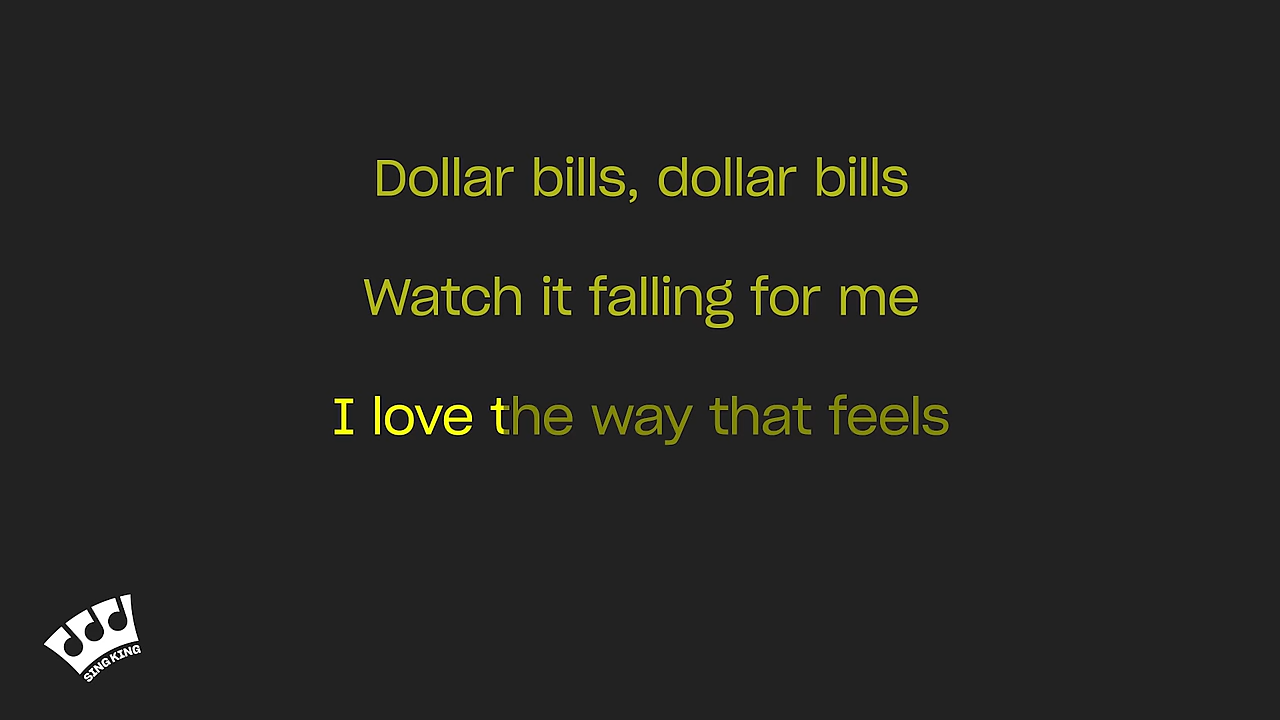 Dollar bills, dollar bills
Watch it falling for me
I love the way that feels
SING KING